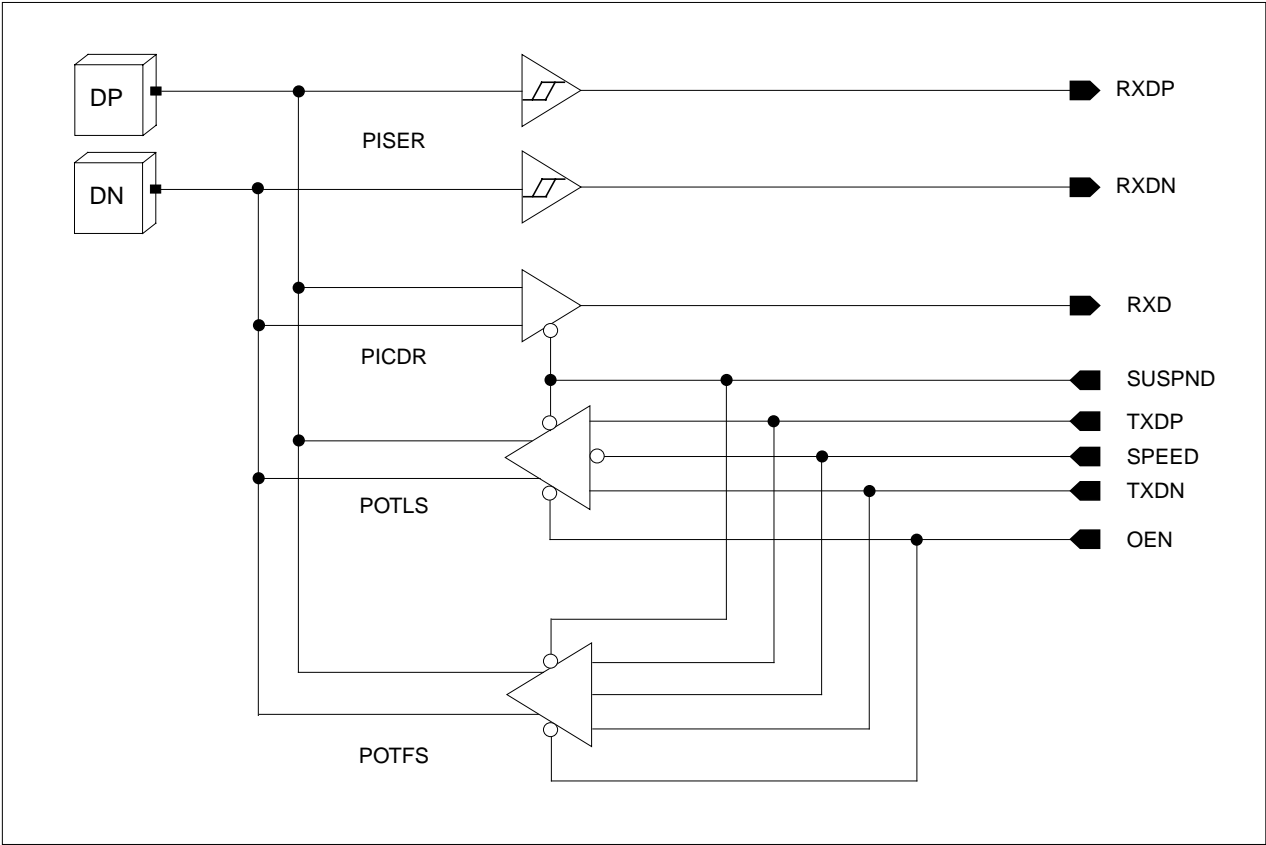 DP
RXDP
PISER
DN
RXDN
RXD
PICDR
SUSPND
TXDP
SPEED
TXDN
POTLS
OEN
POTFS